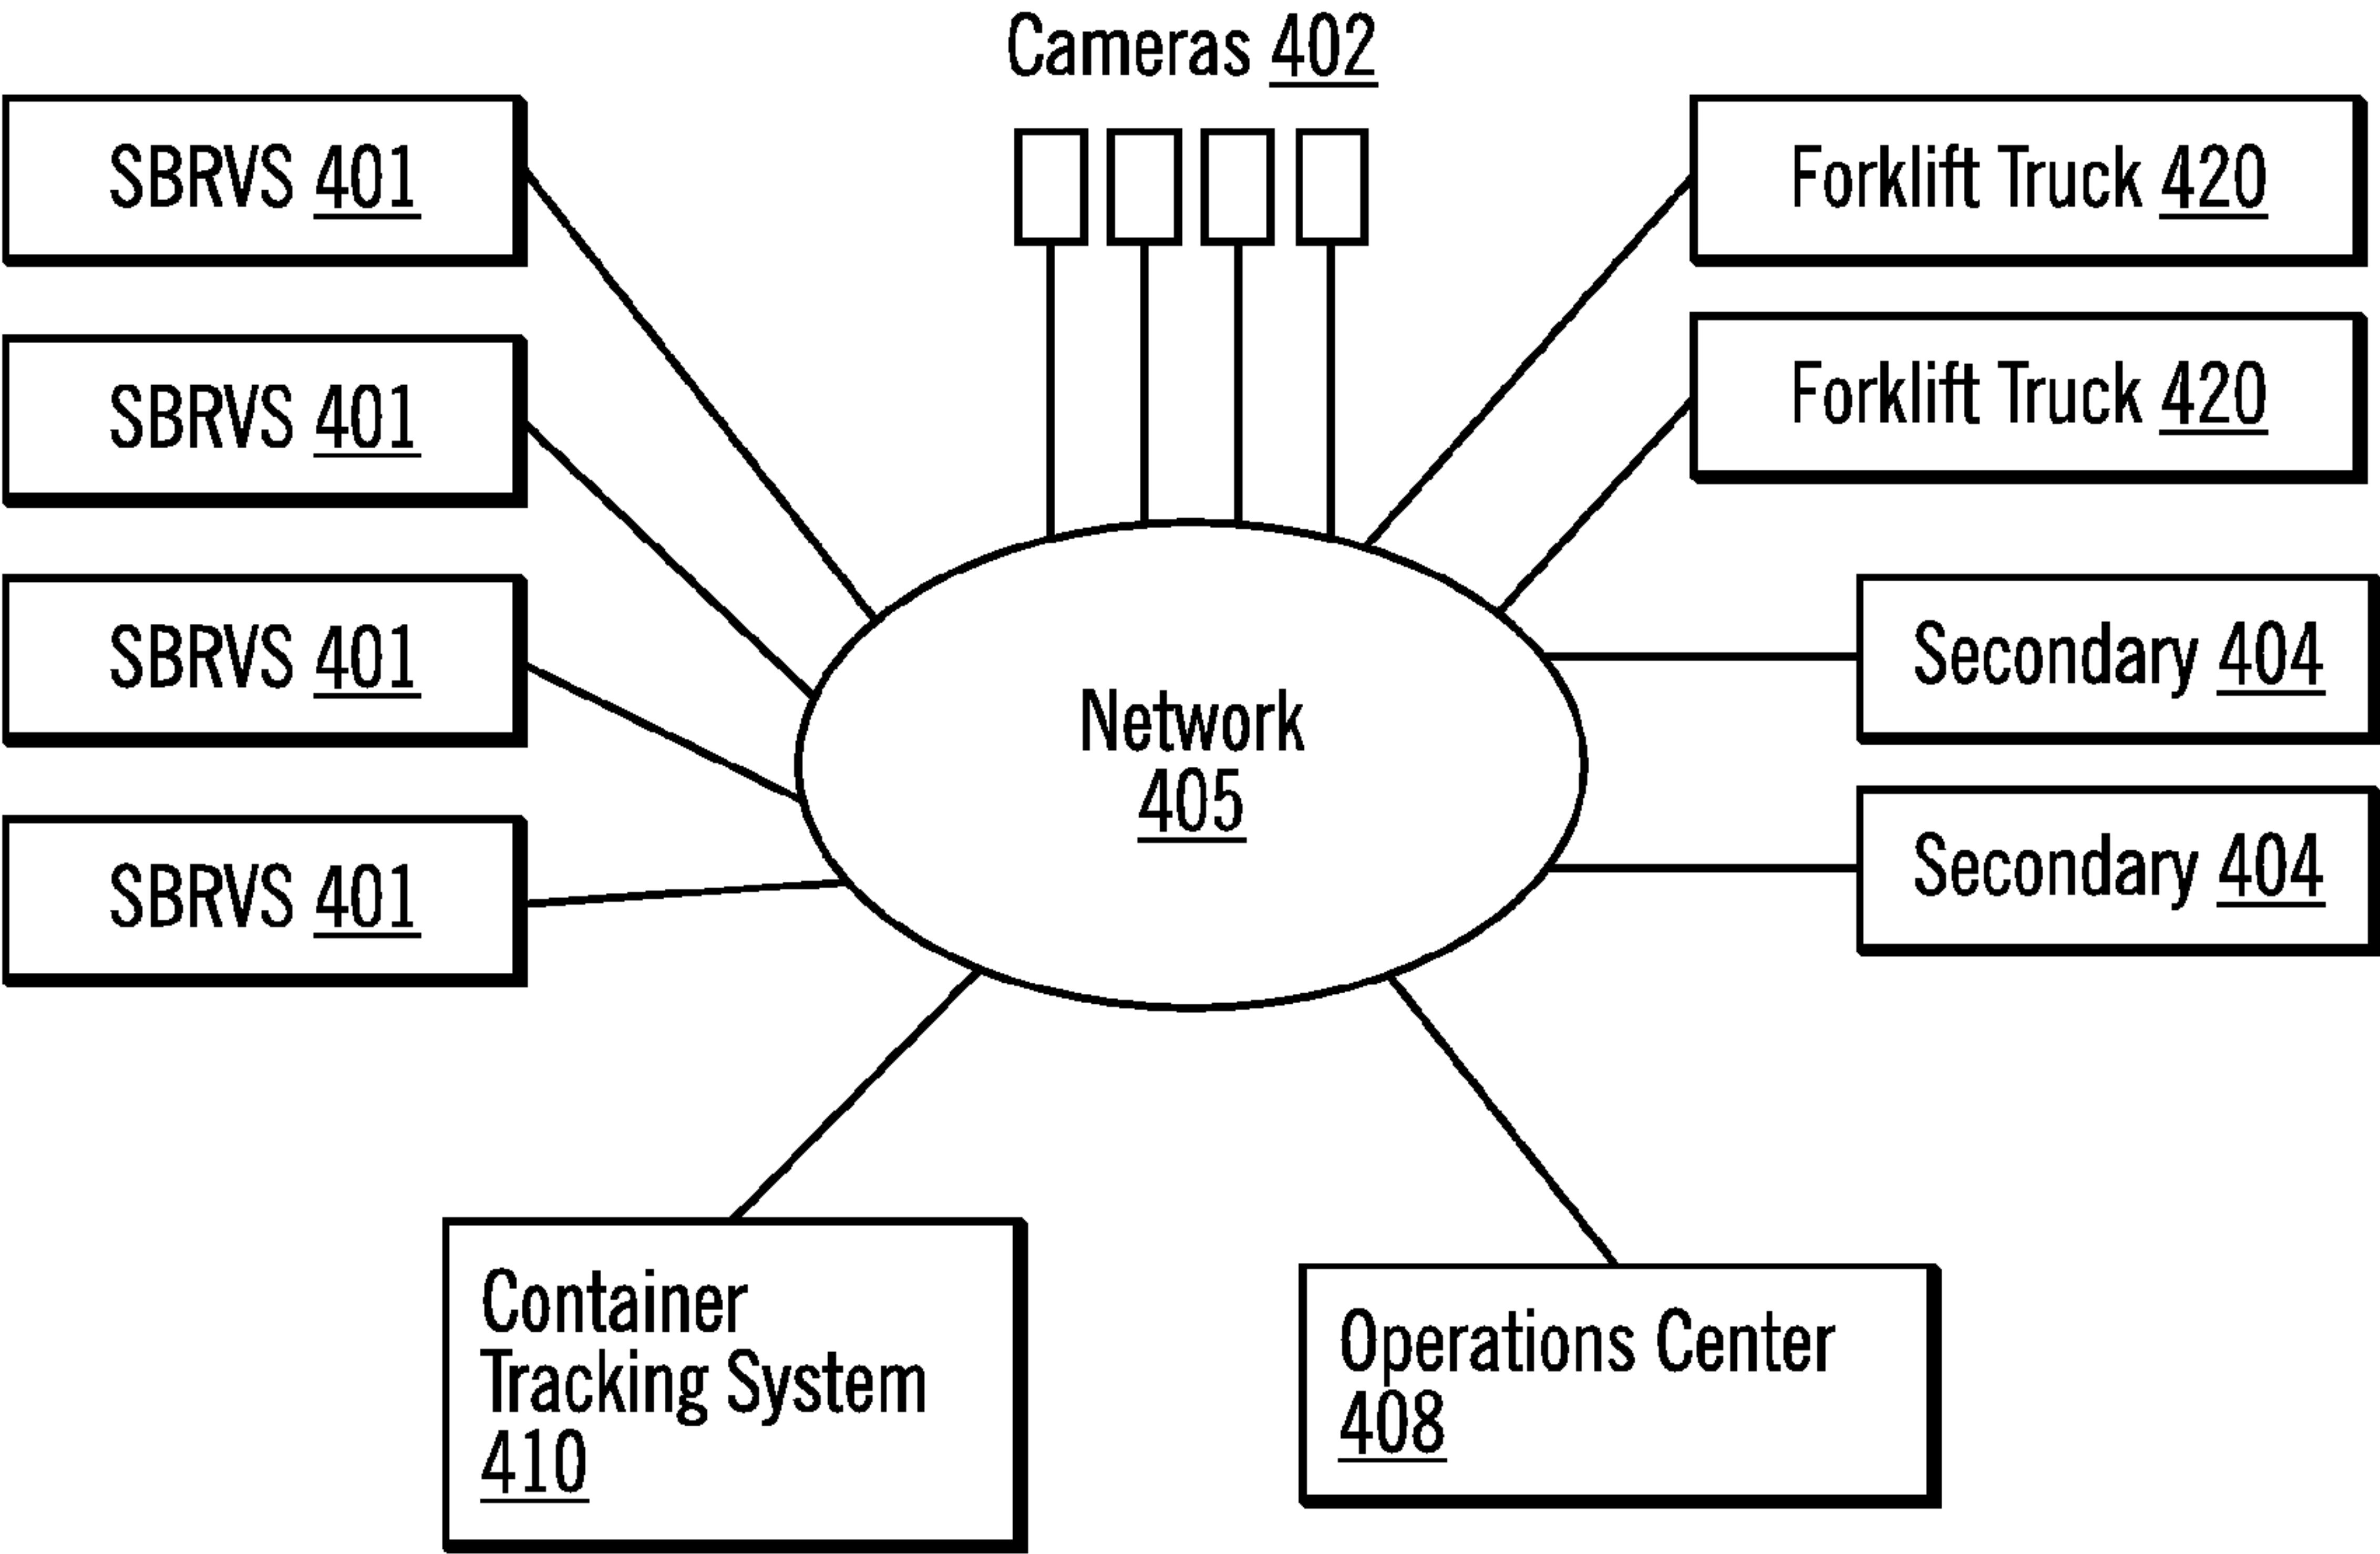 Cameras 402
SBRVS 401
SBRVS 401
SBRVS 401
SBRVS 401
Forklift Truck 420
Forklift Truck 420
Secondary 404
Secondary 404
Network
405
Container
Tracking System
410
Operations Center
408